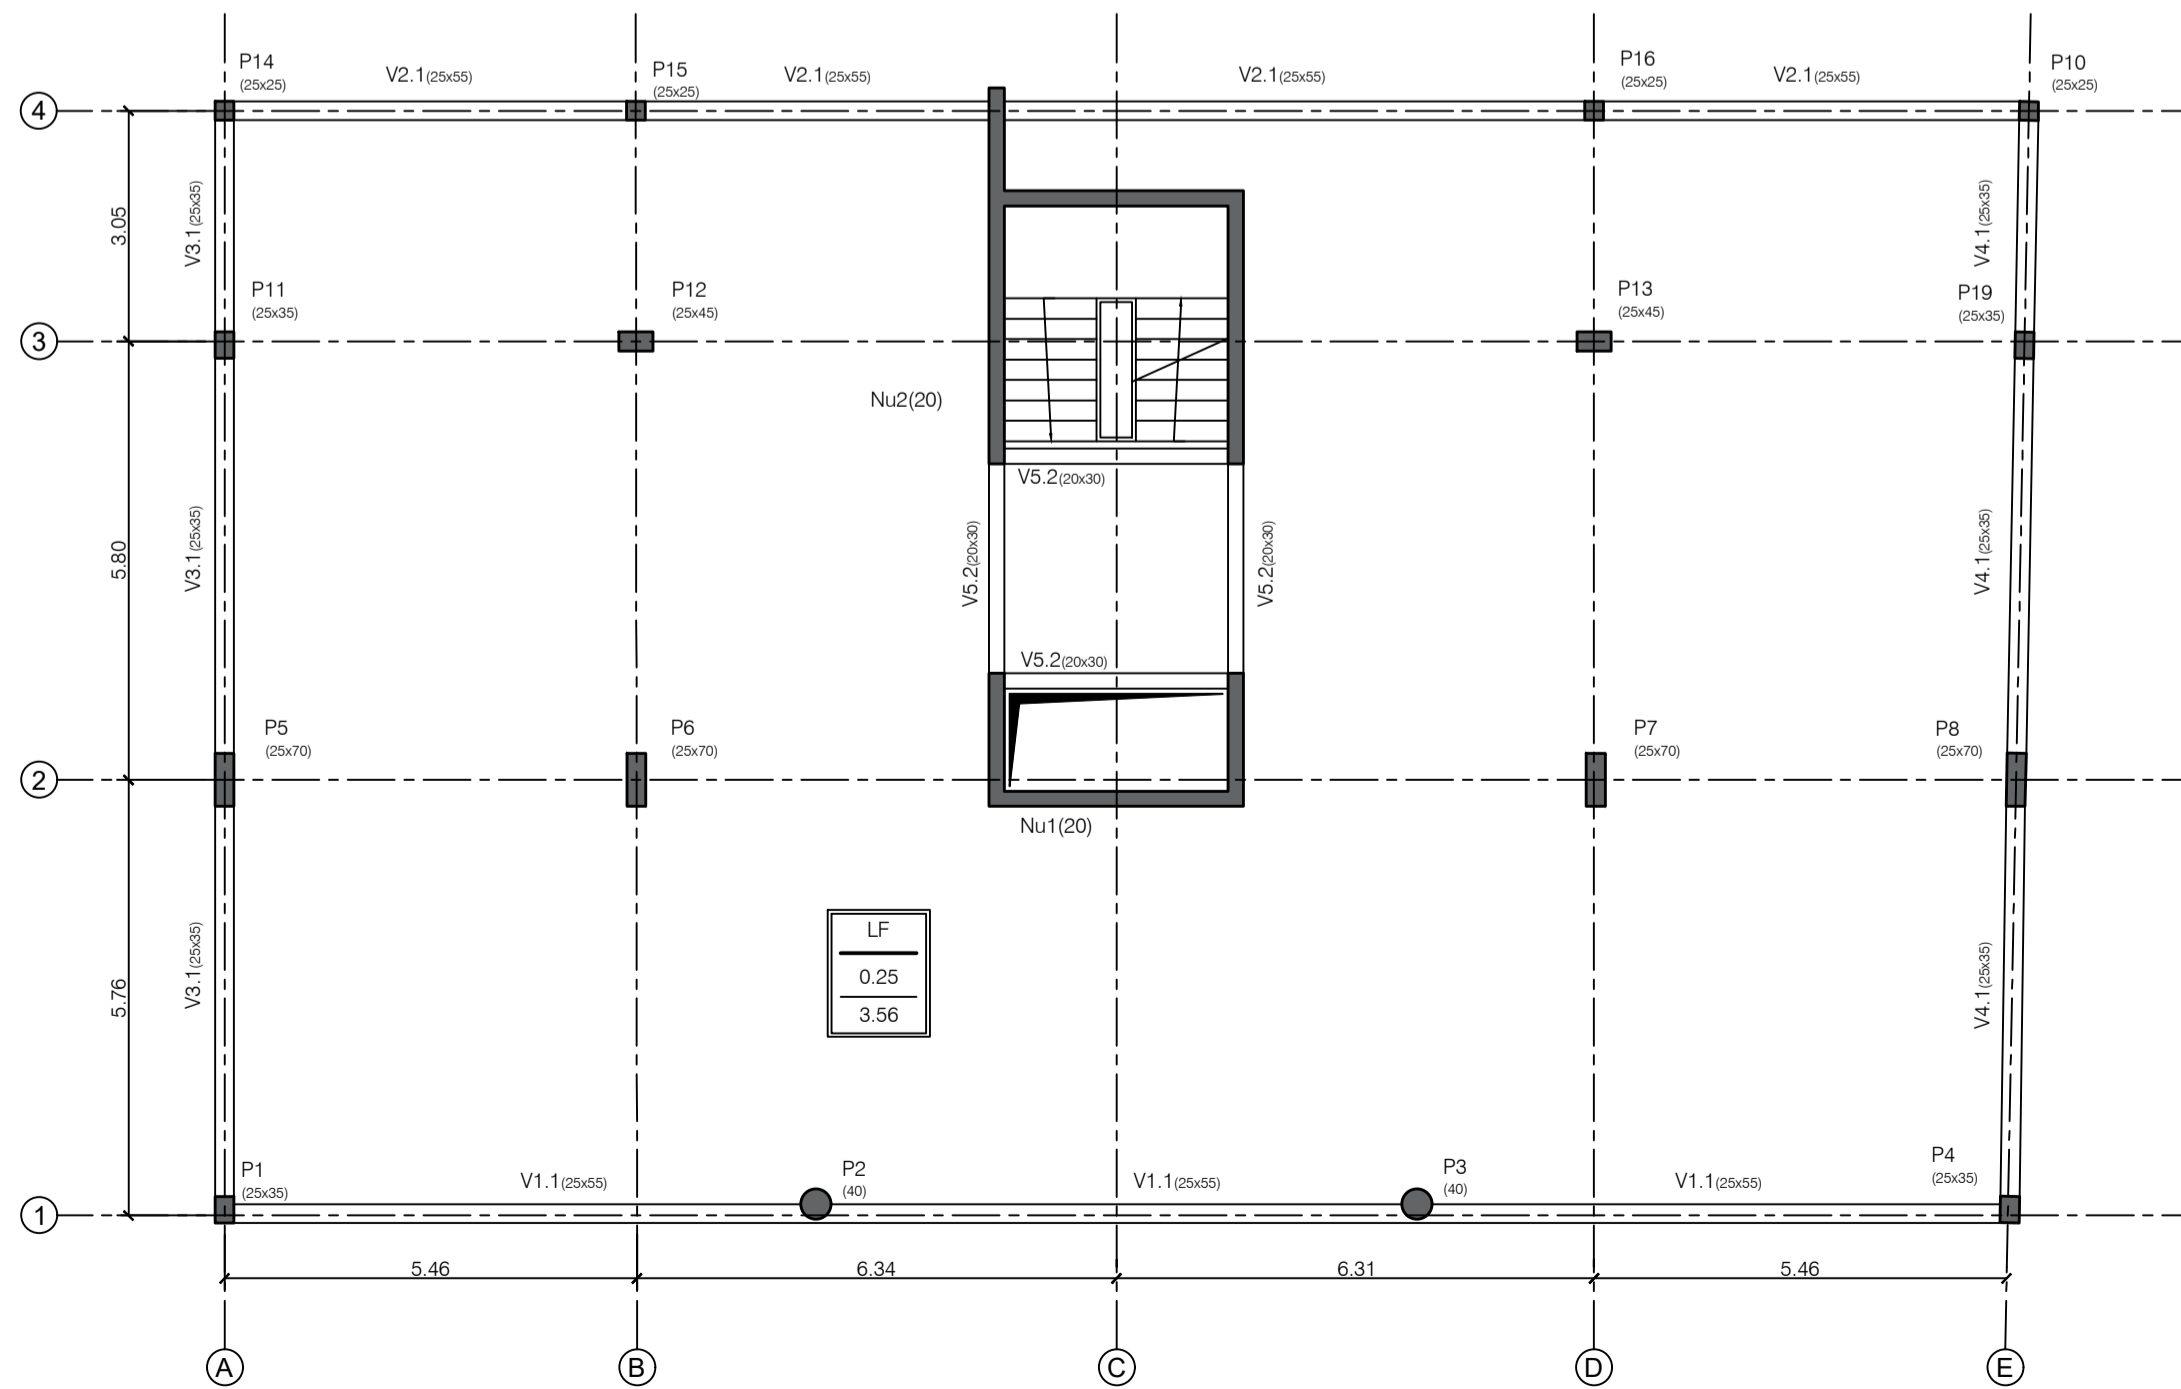 P14
(25x25)
V2.1(25x55)
P15
(25x25)
V2.1(25x55)
V2.1(25x55)
P16
(25x25)
V2.1(25x55)
P10
(25x25)
4
3.05
V3.1(25x35)
V4.1(25x35)
P11
(25x35)
P12
(25x45)
P13
(25x45)
P19
(25x35)
3
Nu2(20)
V5.2(20x30)
5.80
V3.1(25x35)
V5.2(20x30)
V5.2(20x30)
V4.1(25x35)
V5.2(20x30)
P5
(25x70)
P6
(25x70)
P7
(25x70)
P8
(25x70)
2
Nu1(20)
LF
0.25
3.56
5.76
V3.1(25x35)
V4.1(25x35)
P1
(25x35)
V1.1(25x55)
P2
(40)
V1.1(25x55)
P3
(40)
V1.1(25x55)
P4
(25x35)
1
5.46
6.34
6.31
5.46
A
B
C
D
E